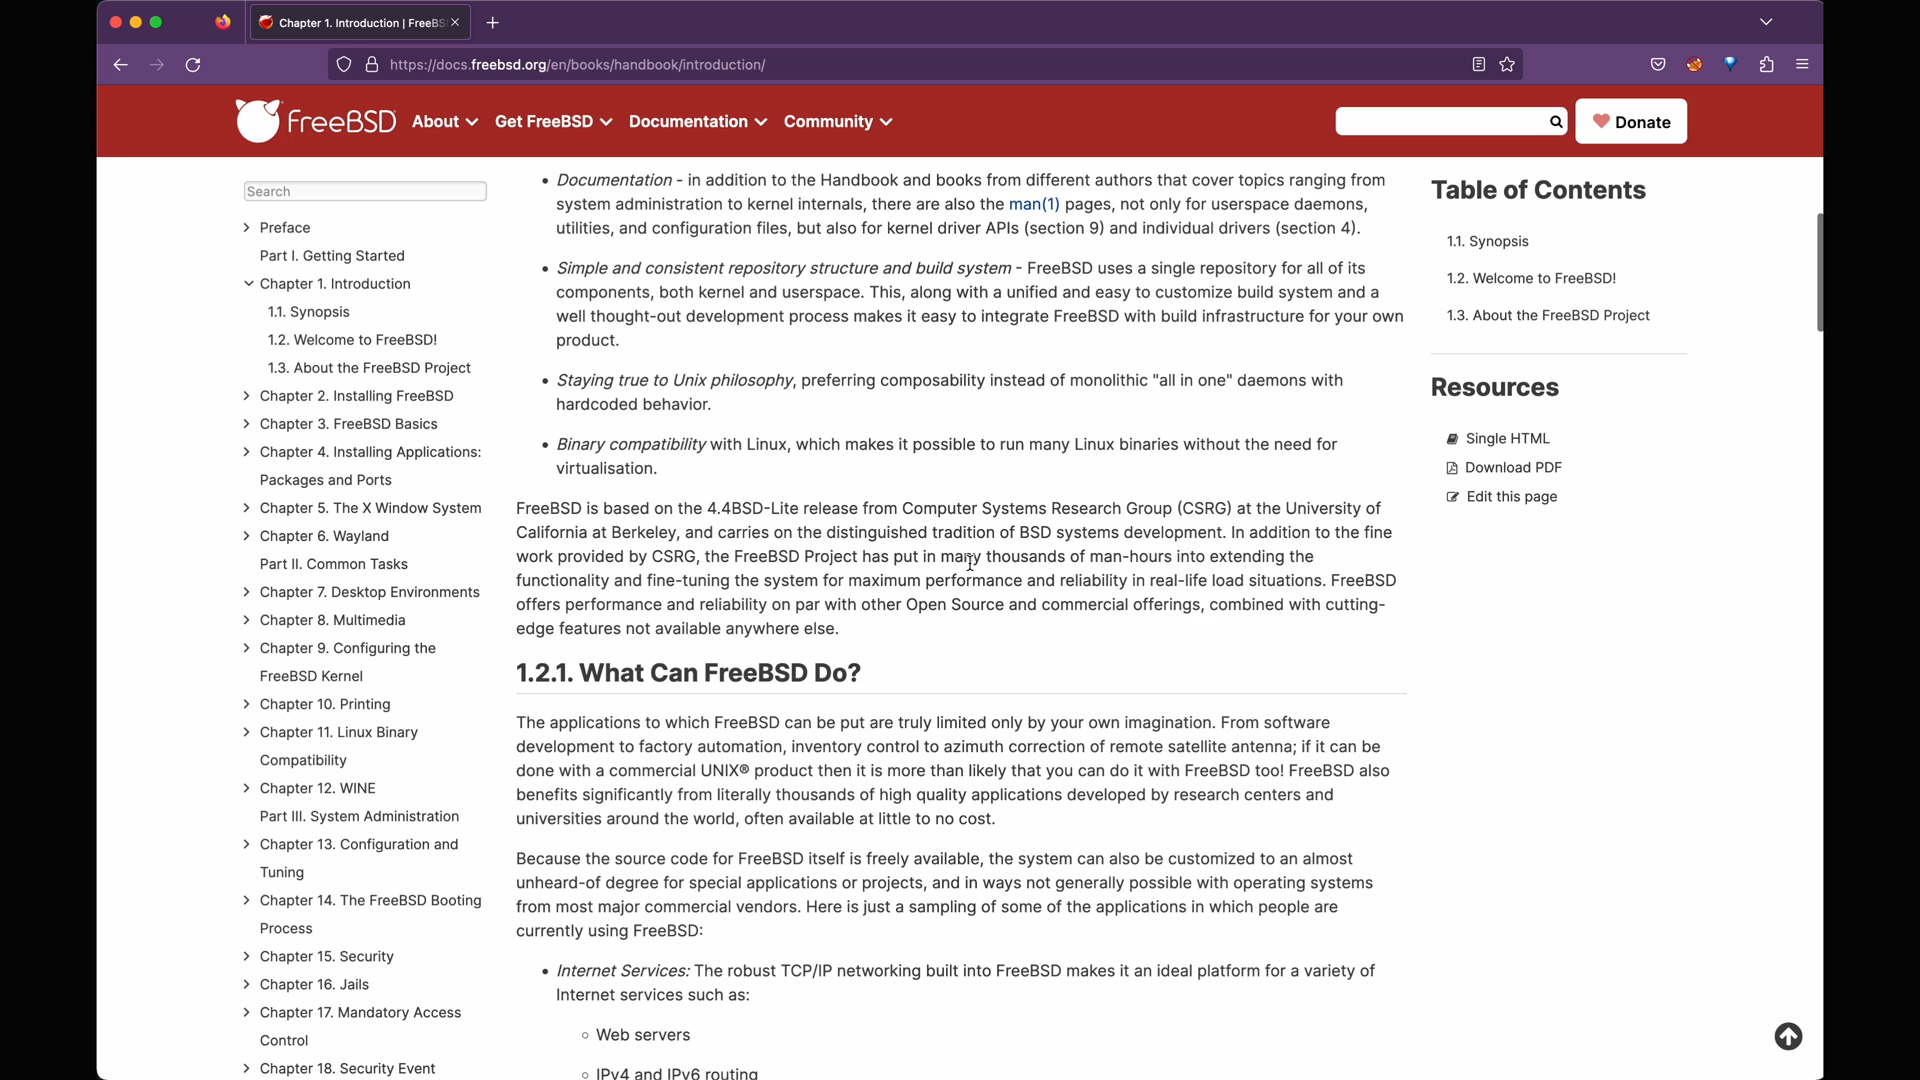 Chapter 1. Introduction | FreeBS
https://docs.freebsd.org/en/books/handbook/introduction/
FreeBSD About Get FreeBSD Documentation Community Donate
Search
Preface
Part I. Getting Started
Chapter 1. Introduction
1.1. Synopsis
1.2. Welcome to FreeBSD!
1.3. About the FreeBSD Project
Chapter 2. Installing FreeBSD
Chapter 3. FreeBSD Basics
Chapter 4. Installing Applications:
Packages and Ports
Chapter 5. The X Window System
Chapter 6. Wayland
Part II. Common Tasks
Chapter 7. Desktop Environments
Chapter 8. Multimedia
Chapter 9. Configuring the
FreeBSD Kernel
Chapter 10. Printing
Chapter 11. Linux Binary
Compatibility
Chapter 12. WINE
Part III. System Administration
Chapter 13. Configuration and
Tuning
Chapter 14. The FreeBSD Booting
Process
Chapter 15. Security
Chapter 16. Jails
Chapter 17. Mandatory Access
Control
Chapter 18. Security Event
• Documentation - in addition to the Handbook and books from different authors that cover topics ranging from
system administration to kernel internals, there are also the man(1) pages, not only for userspace daemons,
utilities, and configuration files, but also for kernel driver APIs (section 9) and individual drivers (section 4).
• Simple and consistent repository structure and build system - FreeBSD uses a single repository for all of its
components, both kernel and userspace. This, along with a unified and easy to customize build system and a
well thought-out development process makes it easy to integrate FreeBSD with build infrastructure for your own
product.
• Staying true to Unix philosophy, preferring composability instead of monolithic "all in one" daemons with
hardcoded behavior.
• Binary compatibility with Linux, which makes it possible to run many Linux binaries without the need for
virtualisation.
FreeBSD is based on the 4.4BSD-Lite release from Computer Systems Research Group (CSRG) at the University of
California at Berkeley, and carries on the distinguished tradition of BSD systems development. In addition to the fine
work provided by CSRG, the FreeBSD Project has put in many thousands of man-hours into extending the
functionality and fine-tuning the system for maximum performance and reliability in real-life load situations. FreeBSD
offers performance and reliability on par with other Open Source and commercial offerings, combined with cutting-
edge features not available anywhere else.
1.2.1. What Can FreeBSD Do?
The applications to which FreeBSD can be put are truly limited only by your own imagination. From software
development to factory automation, inventory control to azimuth correction of remote satellite antenna; if it can be
done with a commercial UNIX® product then it is more than likely that you can do it with FreeBSD too! FreeBSD also
benefits significantly from literally thousands of high quality applications developed by research centers and
universities around the world, often available at little to no cost.
Because the source code for FreeBSD itself is freely available, the system can also be customized to an almost
unheard-of degree for special applications or projects, and in ways not generally possible with operating systems
from most major commercial vendors. Here is just a sampling of some of the applications in which people are
currently using FreeBSD:
• Internet Services: The robust TCP/IP networking built into FreeBSD makes it an ideal platform for a variety of
Internet services such as:
◦ Web servers
◦ IPv4 and IPv6 routing
Table of Contents
1.1. Synopsis
1.2. Welcome to FreeBSD!
1.3. About the FreeBSD Project
Resources
Single HTML
Download PDF
Edit this page